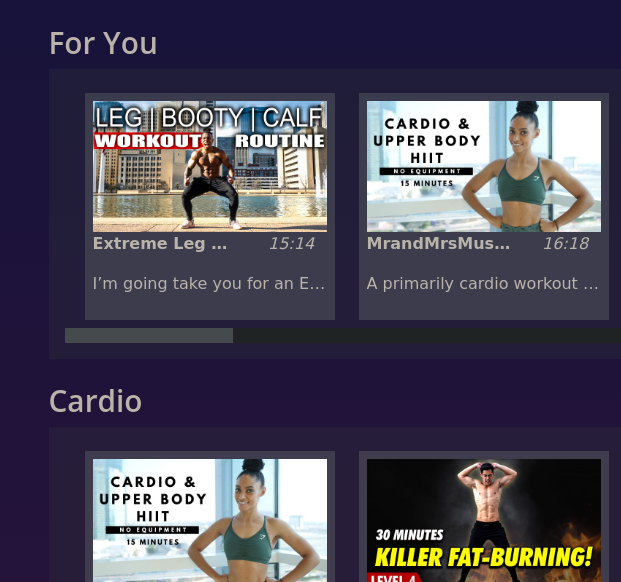 For You
LEG | BOOTY | CALF
WORKOUT ROUTINE
Extreme Leg ... 15:14
I’m going take you for an E...
CARDIO &
UPPER BODY
HIIT
NO EQUIPMENT
15 MINUTES
MrandMrsMus... 16:18
A primarily cardio workout ...
Cardio
CARDIO &
UPPER BODY
HIIT
NO EQUIPMENT
15 MINUTES
30 MINUTES
KILLER FAT-BURNING!
LEVEL 4